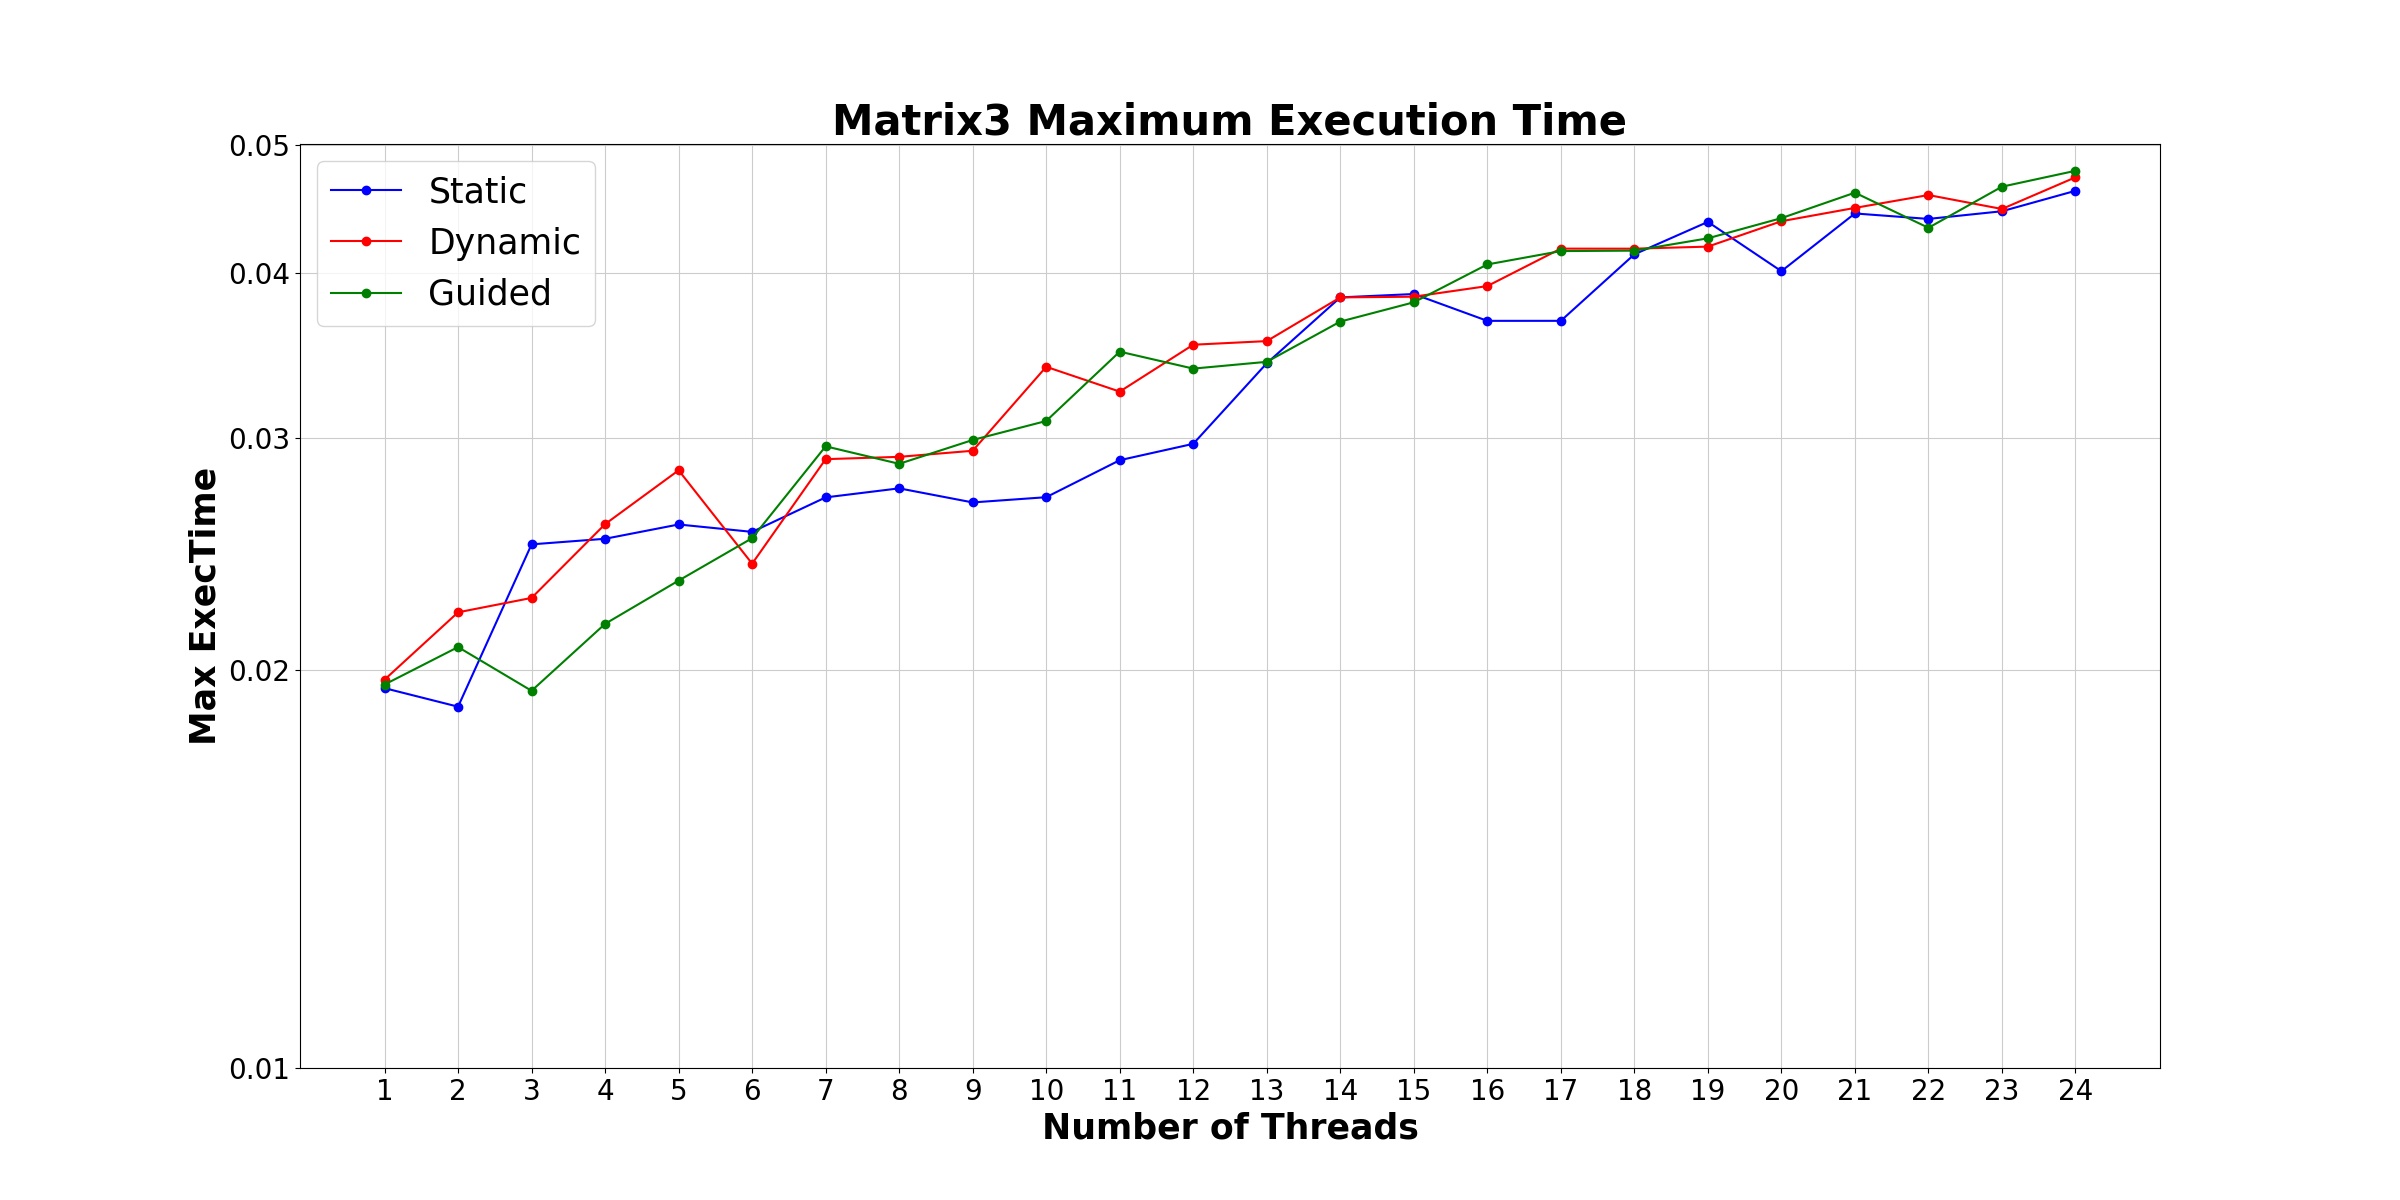 Matrix3 Maximum Execution Time
0.05
0.04
0.03
0.02
0.01
Static
Dynamic
Guided
Max ExecTime
1 2 3 4 5 6 7 8 9 10 11 12 13 14 15 16 17 18 19 20 21 22 23 24
Number of Threads